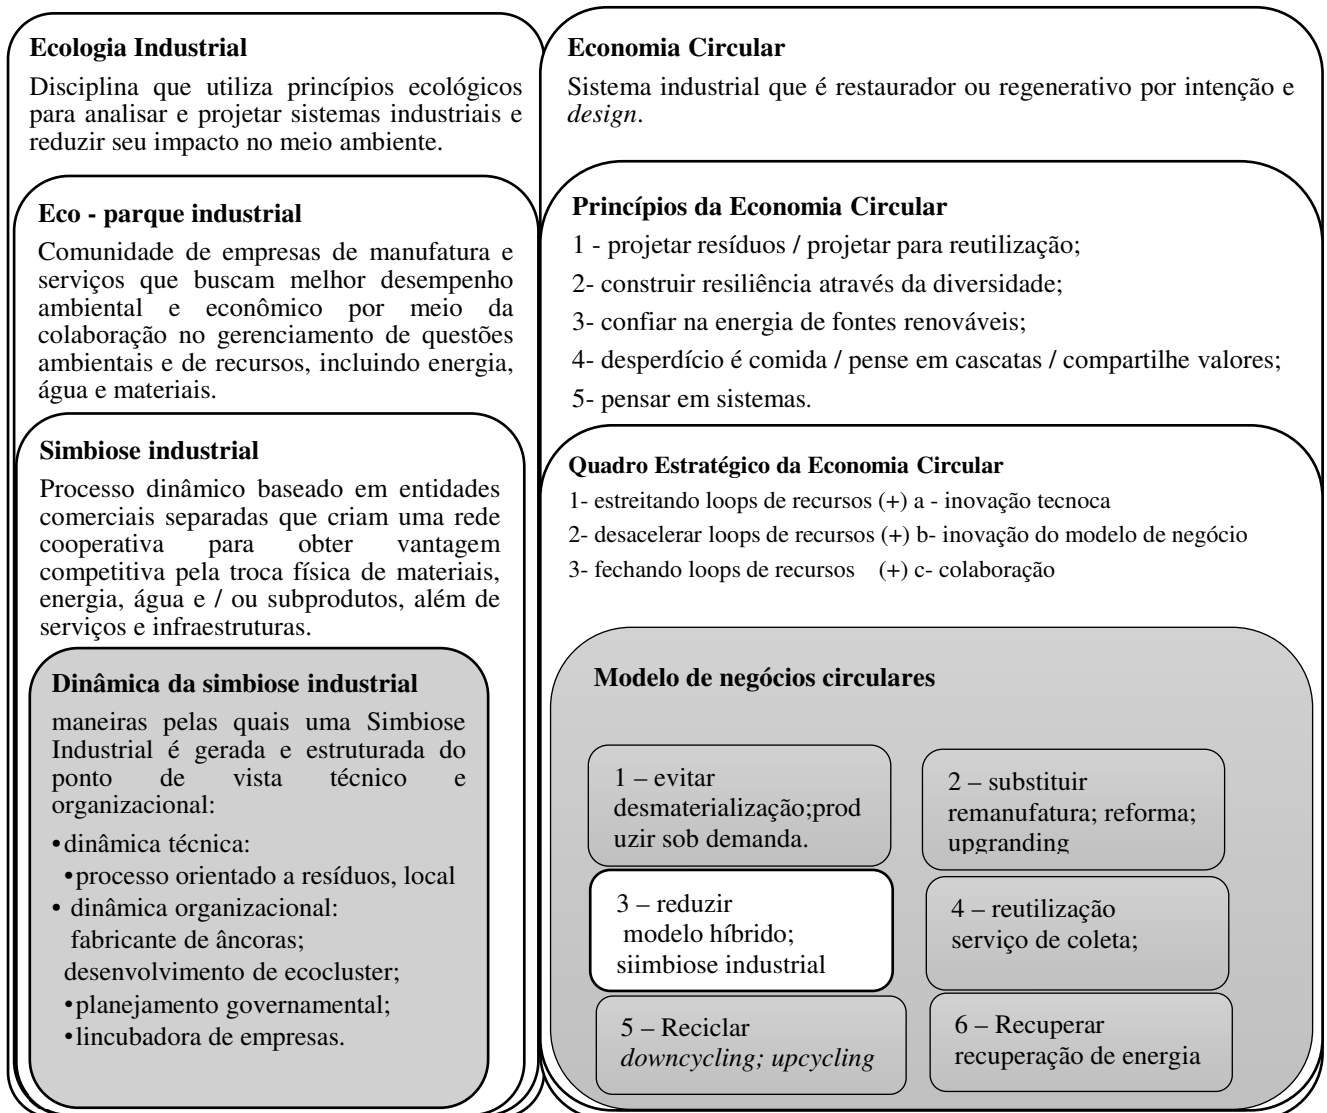 Ecologia Industrial
Disciplina que utiliza princípios ecológicos
para analisar e projetar sistemas industriais e
reduzir seu impacto no meio ambiente.
Eco - parque industrial
Comunidade de empresas de manufatura e
serviços que buscam melhor desempenho
ambiental e econômico por meio da
colaboração no gerenciamento de questões
ambientais e de recursos, incluindo energia,
água e materiais.
Simbiose industrial
Processo dinâmico baseado em entidades
comerciais separadas que criam uma rede
cooperativa para obter vantagem
competitiva pela troca física de materiais,
energia, água e / ou subprodutos, além de
serviços e infraestruturas.
Dinâmica da simbiose industrial
maneiras pelas quais uma Simbiose
Industrial é gerada e estruturada do
ponto de vista técnico e
organizacional:
•dinâmica técnica:
•processo orientado a resíduos, local
• dinâmica organizacional:
fabricante de âncoras;
desenvolvimento de ecocluster;
•planejamento governamental;
•lincubadora de empresas.
Economia Circular
Sistema industrial que é restaurador ou regenerativo por intenção e
design.
Princípios da Economia Circular
1 - projetar resíduos / projetar para reutilização;
2- construir resiliência através da diversidade;
3- confiar na energia de fontes renováveis;
4- desperdício é comida / pense em cascatas / compartilhe valores;
5- pensar em sistemas.
Quadro Estratégico da Economia Circular
1- estreitando loops de recursos (+) a - inovação tecnoca
2- desacelerar loops de recursos (+) b- inovação do modelo de negócio
3- fechando loops de recursos (+) c- colaboração
Modelo de negócios circulares
1 – evitar
desmaterialização;prod
uzir sob demanda.
2 – substituir
remanufatura; reforma;
upgranding
3 – reduzir
modelo híbrido;
siimbiose industrial
4 – reutilização
serviço de coleta;
5 – Reciclar
downcycling; upcycling
6 – Recuperar
recuperação de energia